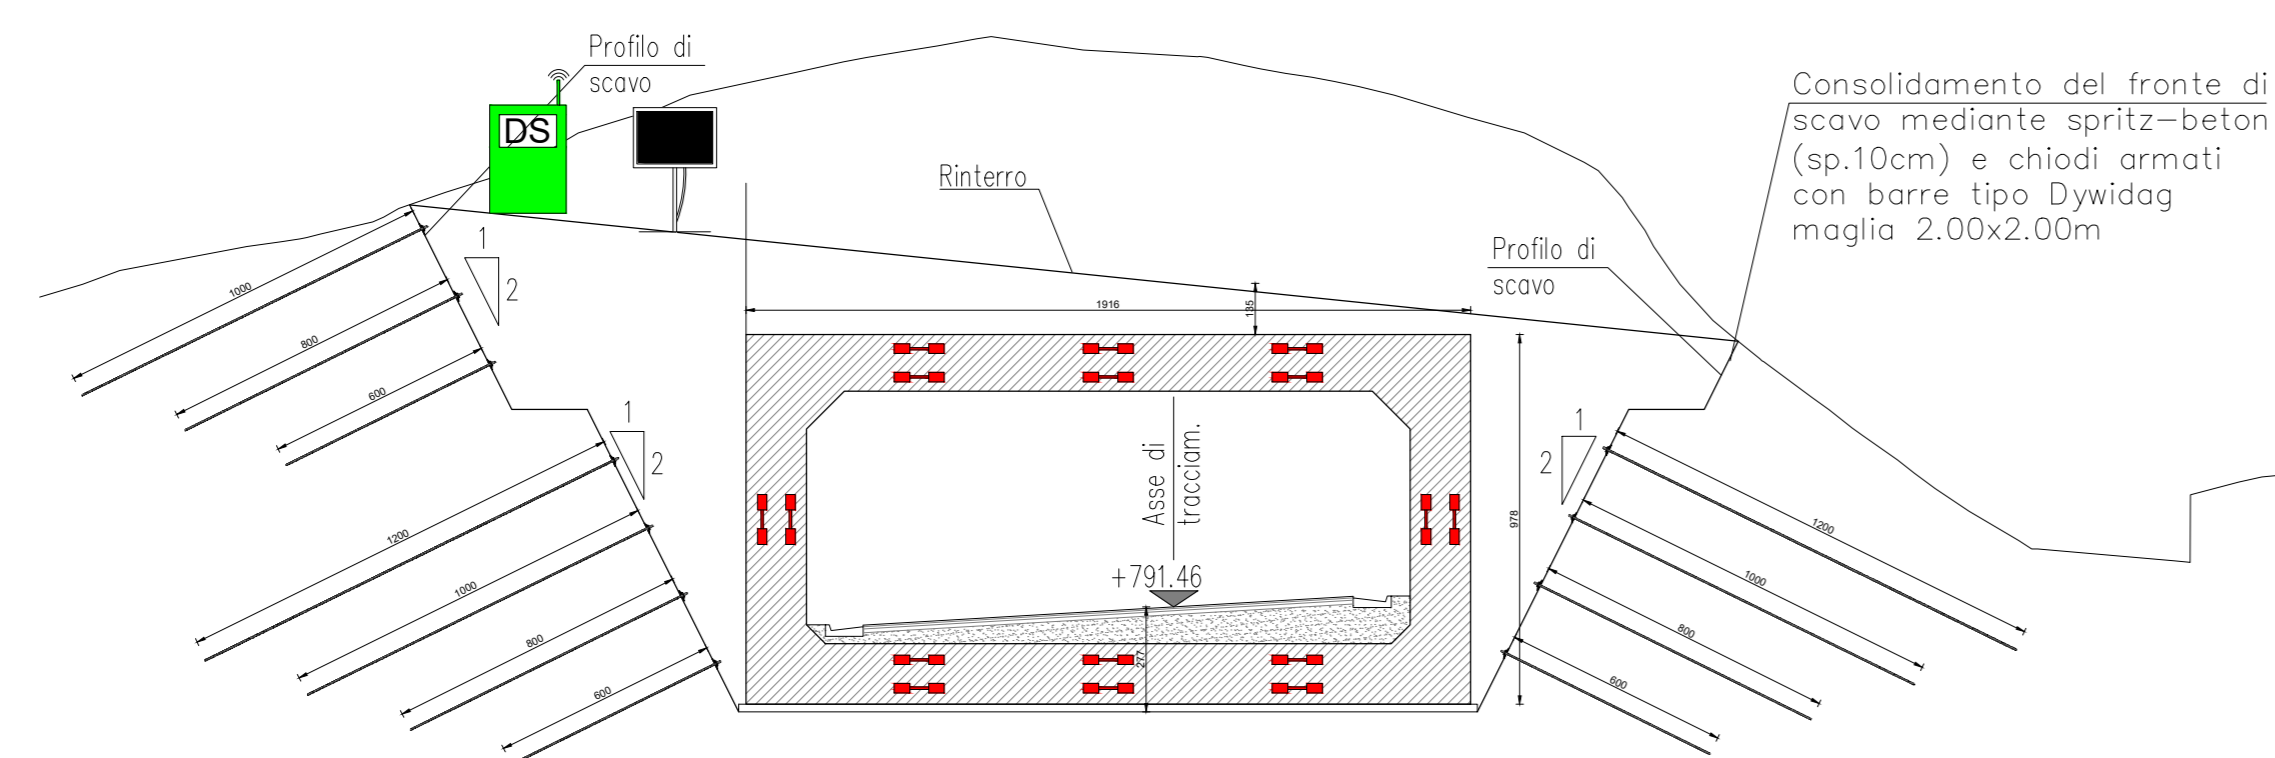 Profilo di
scavo
DS
Consolidamento del fronte di
scavo mediante spritz-beton
(sp.10cm) e chiodi armati
con barre tipo Dywidag
maglia 2.00x2.00m
Rinterro
Profilo di
scavo
1
2
1000
800
600
1916
135
1
2
1200
1000
800
600
Asse di
tracciam.
+791.46
277
978
1
2
1200
1000
800
600